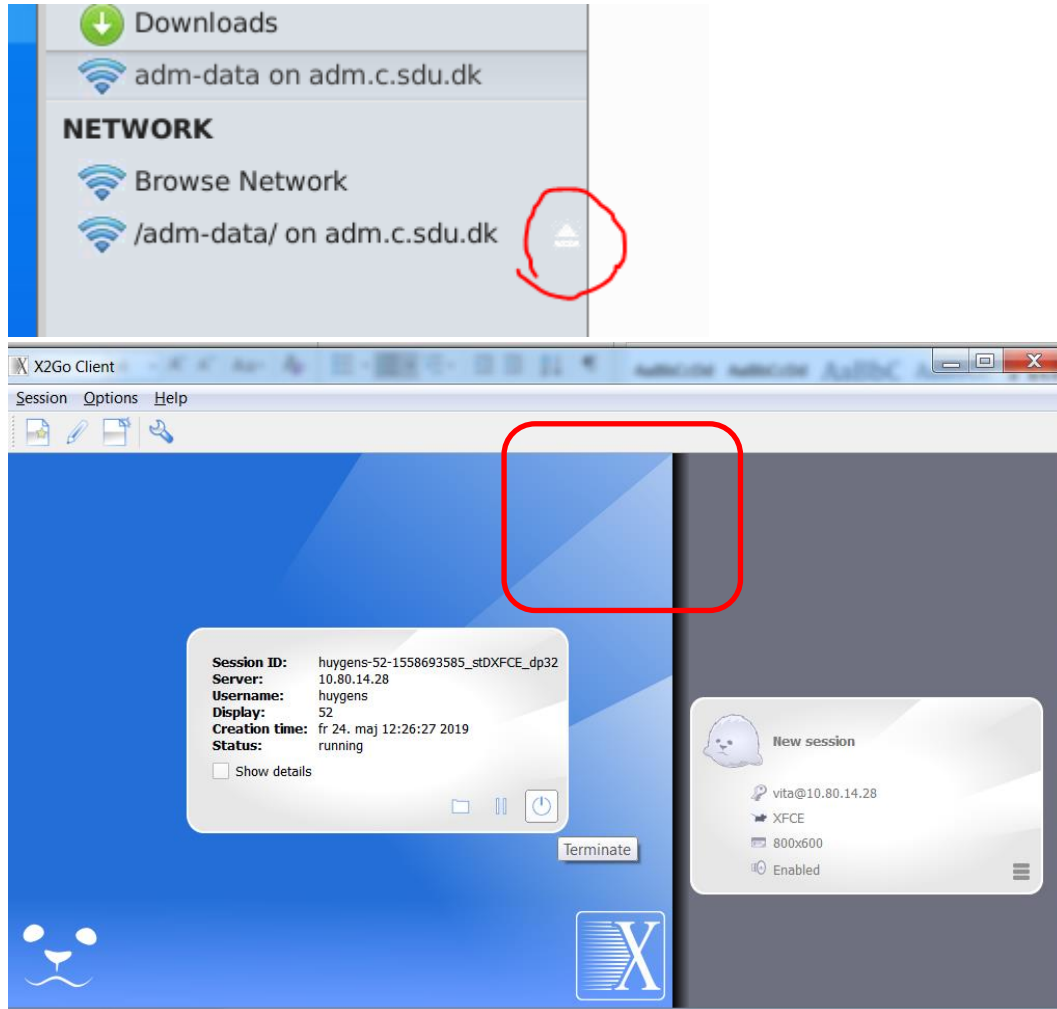 Downloads
adm-data on adm.c.sdu.dk
NETWORK
Browse Network
/adm-data/ on adm.c.sdu.dk
X2Go Client
Session Options Help
Session ID: huygens-52-1558693585_stDXFCE_dp32
Server: 10.80.14.28
Username: huygens
Display: 52
Creation time: fr 24. maj 12:26:27 2019
Status: running
Show details
Terminate
New session
vita@10.80.14.28
XFCE
800x600
Enabled
X